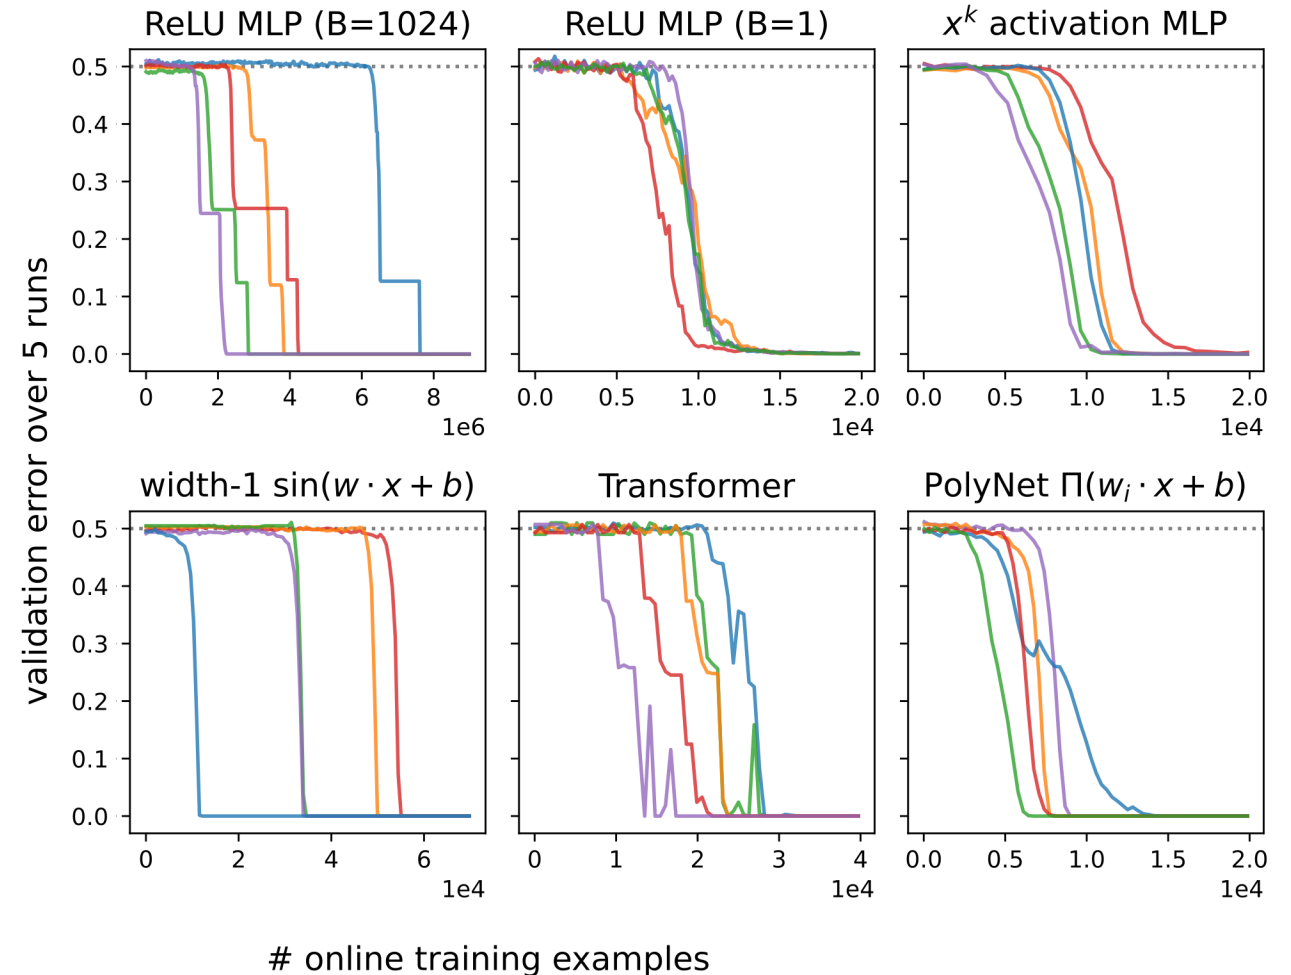 ReLU MLP (B=1024)
ReLU MLP (B=1)
x^k activation MLP
0.5
0.4
0.3
0.2
0.1
0.0
0 2 4 6 8
1e6
0.0 0.5 1.0 1.5 2.0
1e4
0.0 0.5 1.0 1.5 2.0
1e4
validation error over 5 runs
width-1 sin(w · x + b)
Transformer
PolyNet Π(w_i · x + b)
0.5
0.4
0.3
0.2
0.1
0.0
0 2 4 6
1e4
0 1 2 3 4
1e4
0.0 0.5 1.0 1.5 2.0
1e4
# online training examples